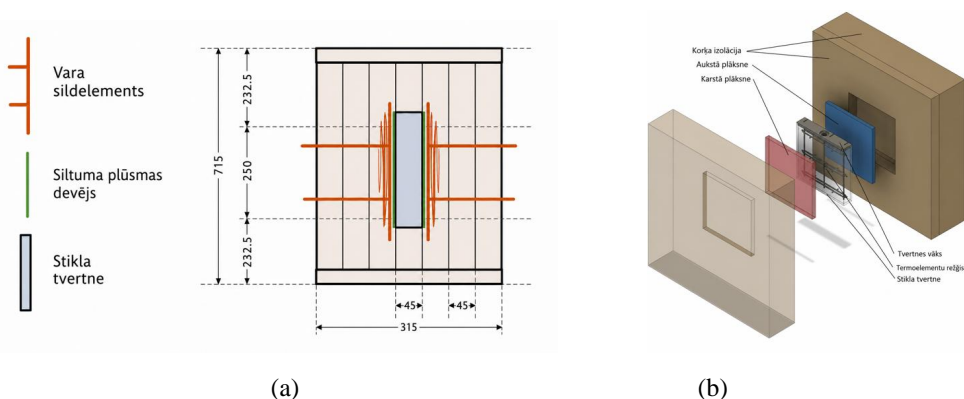 Vara
sildelements
Siltuma plūsmas
devējs
Stikla
tvertne
715
232.5
250
232.5
45
45
315
(a)
Korķa izolācija
Aukstā plāksne
Karstā plāksne
Tvertnes vāks
Termoelementu režģis
Stikla tvertne
(b)